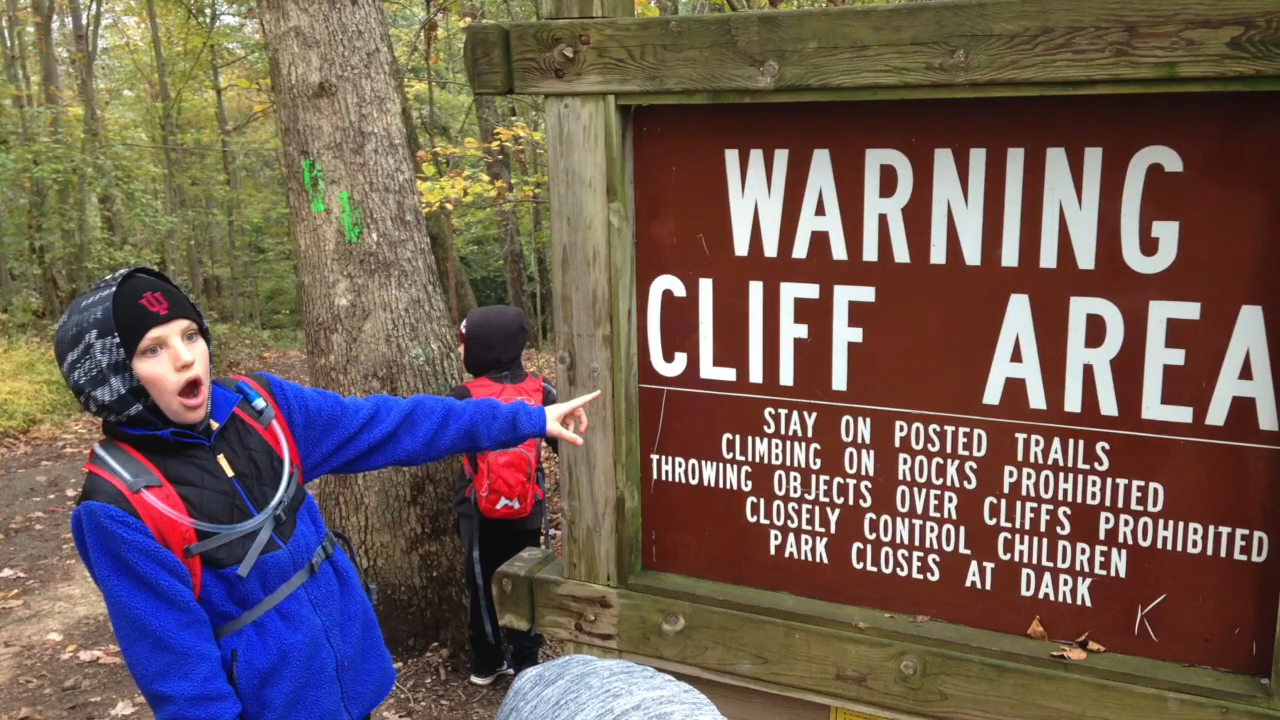 WARNING
CLIFF AREA
STAY ON POSTED TRAILS
CLIMBING ON ROCKS PROHIBITED
THROWING OBJECTS OVER CLIFFS PROHIBITED
CLOSELY CONTROL CHILDREN
PARK CLOSES AT DARK
K
IU